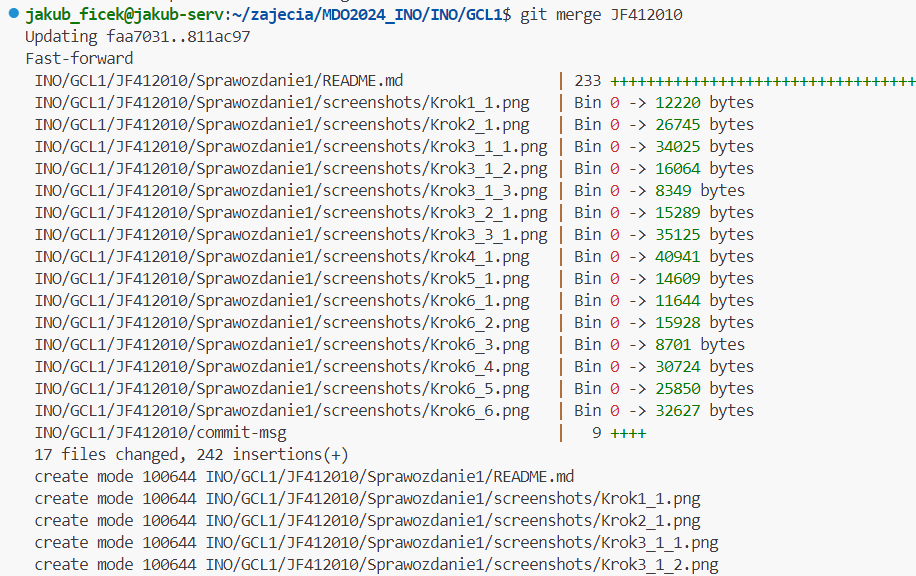 jakub_ficek@jakub-serv:~/zajecia/MDO2024_INO/INO/GCL1$ git merge JF412010
Updating faa7031..811ac97
Fast-forward
INO/GCL1/JF412010/Sprawozdanie1/README.md | 233 ++++++++++++++++++++++++++++++++++
INO/GCL1/JF412010/Sprawozdanie1/screenshots/Krok1_1.png | Bin 0 -> 12220 bytes
INO/GCL1/JF412010/Sprawozdanie1/screenshots/Krok2_1.png | Bin 0 -> 26745 bytes
INO/GCL1/JF412010/Sprawozdanie1/screenshots/Krok3_1_1.png | Bin 0 -> 34025 bytes
INO/GCL1/JF412010/Sprawozdanie1/screenshots/Krok3_1_2.png | Bin 0 -> 16064 bytes
INO/GCL1/JF412010/Sprawozdanie1/screenshots/Krok3_1_3.png | Bin 0 -> 8349 bytes
INO/GCL1/JF412010/Sprawozdanie1/screenshots/Krok3_2_1.png | Bin 0 -> 15289 bytes
INO/GCL1/JF412010/Sprawozdanie1/screenshots/Krok3_3_1.png | Bin 0 -> 35125 bytes
INO/GCL1/JF412010/Sprawozdanie1/screenshots/Krok4_1.png | Bin 0 -> 40941 bytes
INO/GCL1/JF412010/Sprawozdanie1/screenshots/Krok5_1.png | Bin 0 -> 14609 bytes
INO/GCL1/JF412010/Sprawozdanie1/screenshots/Krok6_1.png | Bin 0 -> 11644 bytes
INO/GCL1/JF412010/Sprawozdanie1/screenshots/Krok6_2.png | Bin 0 -> 15928 bytes
INO/GCL1/JF412010/Sprawozdanie1/screenshots/Krok6_3.png | Bin 0 -> 8701 bytes
INO/GCL1/JF412010/Sprawozdanie1/screenshots/Krok6_4.png | Bin 0 -> 30724 bytes
INO/GCL1/JF412010/Sprawozdanie1/screenshots/Krok6_5.png | Bin 0 -> 25850 bytes
INO/GCL1/JF412010/Sprawozdanie1/screenshots/Krok6_6.png | Bin 0 -> 32627 bytes
INO/GCL1/JF412010/commit-msg | 9 ++++
17 files changed, 242 insertions(+)
create mode 100644 INO/GCL1/JF412010/Sprawozdanie1/README.md
create mode 100644 INO/GCL1/JF412010/Sprawozdanie1/screenshots/Krok1_1.png
create mode 100644 INO/GCL1/JF412010/Sprawozdanie1/screenshots/Krok2_1.png
create mode 100644 INO/GCL1/JF412010/Sprawozdanie1/screenshots/Krok3_1_1.png
create mode 100644 INO/GCL1/JF412010/Sprawozdanie1/screenshots/Krok3_1_2.png